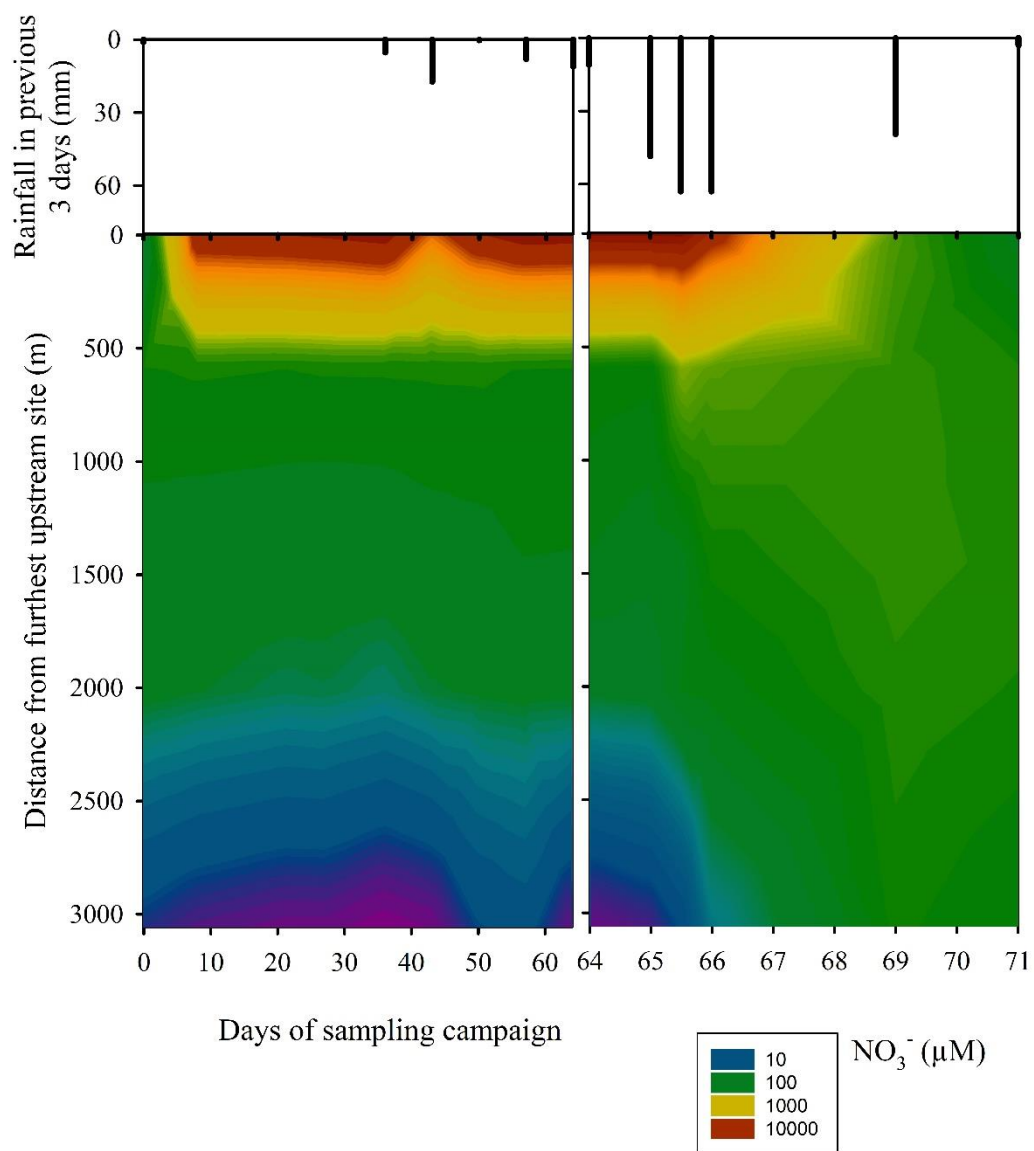 Rainfall in previous
3 days (mm)
0
30
60
Distance from furthest upstream site (m)
0
500
1000
1500
2000
2500
3000
0 10 20 30 40 50 60 64 65 66 67 68 69 70 71
Days of sampling campaign
NO₃⁻ (µM)
10
100
1000
10000